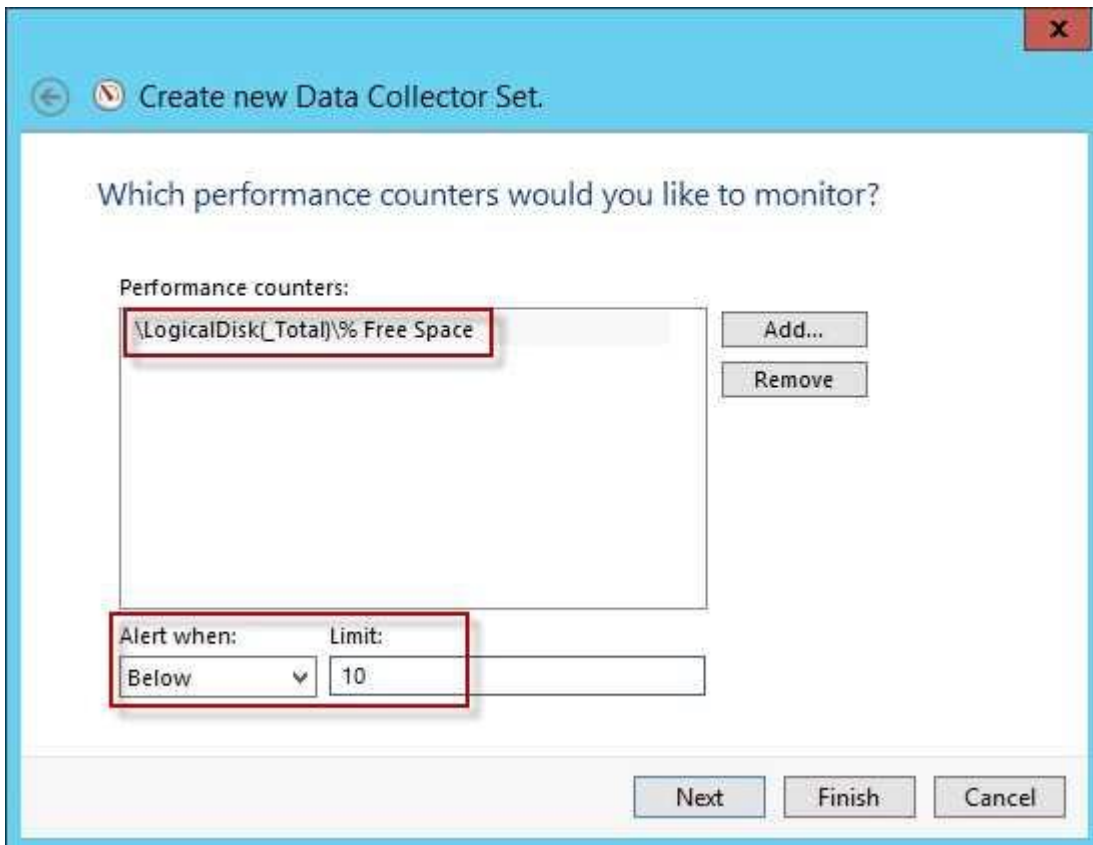 x
Create new Data Collector Set.
Which performance counters would you like to monitor?
Performance counters:
\LogicalDisk(_Total)\% Free Space
Add...
Remove
Alert when:
Limit:
Below
10
Next
Finish
Cancel